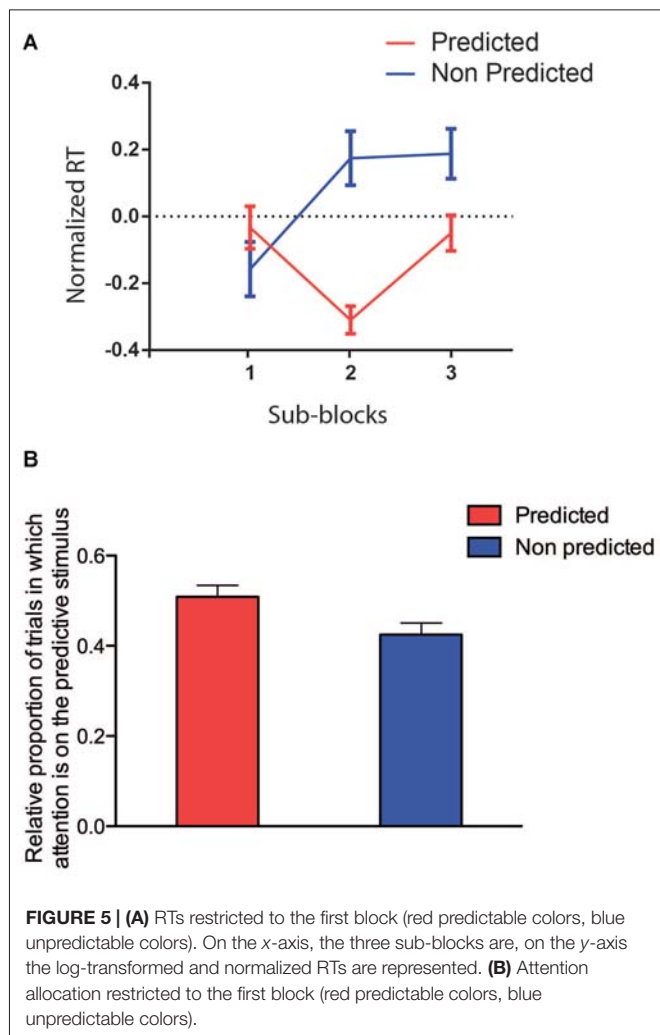 A
Predicted
Non Predicted
Normalized RT
0.4
0.2
0.0
-0.2
-0.4
1 2 3
Sub-blocks
B
Predicted
Non predicted
Relative proportion of trials in which
attention is on the predictive stimulus
0.6
0.4
0.2
0.0
FIGURE 5 | (A) RTs restricted to the first block (red predictable colors, blue
unpredictable colors). On the x-axis, the three sub-blocks are, on the y-axis
the log-transformed and normalized RTs are represented. (B) Attention
allocation restricted to the first block (red predictable colors, blue
unpredictable colors).